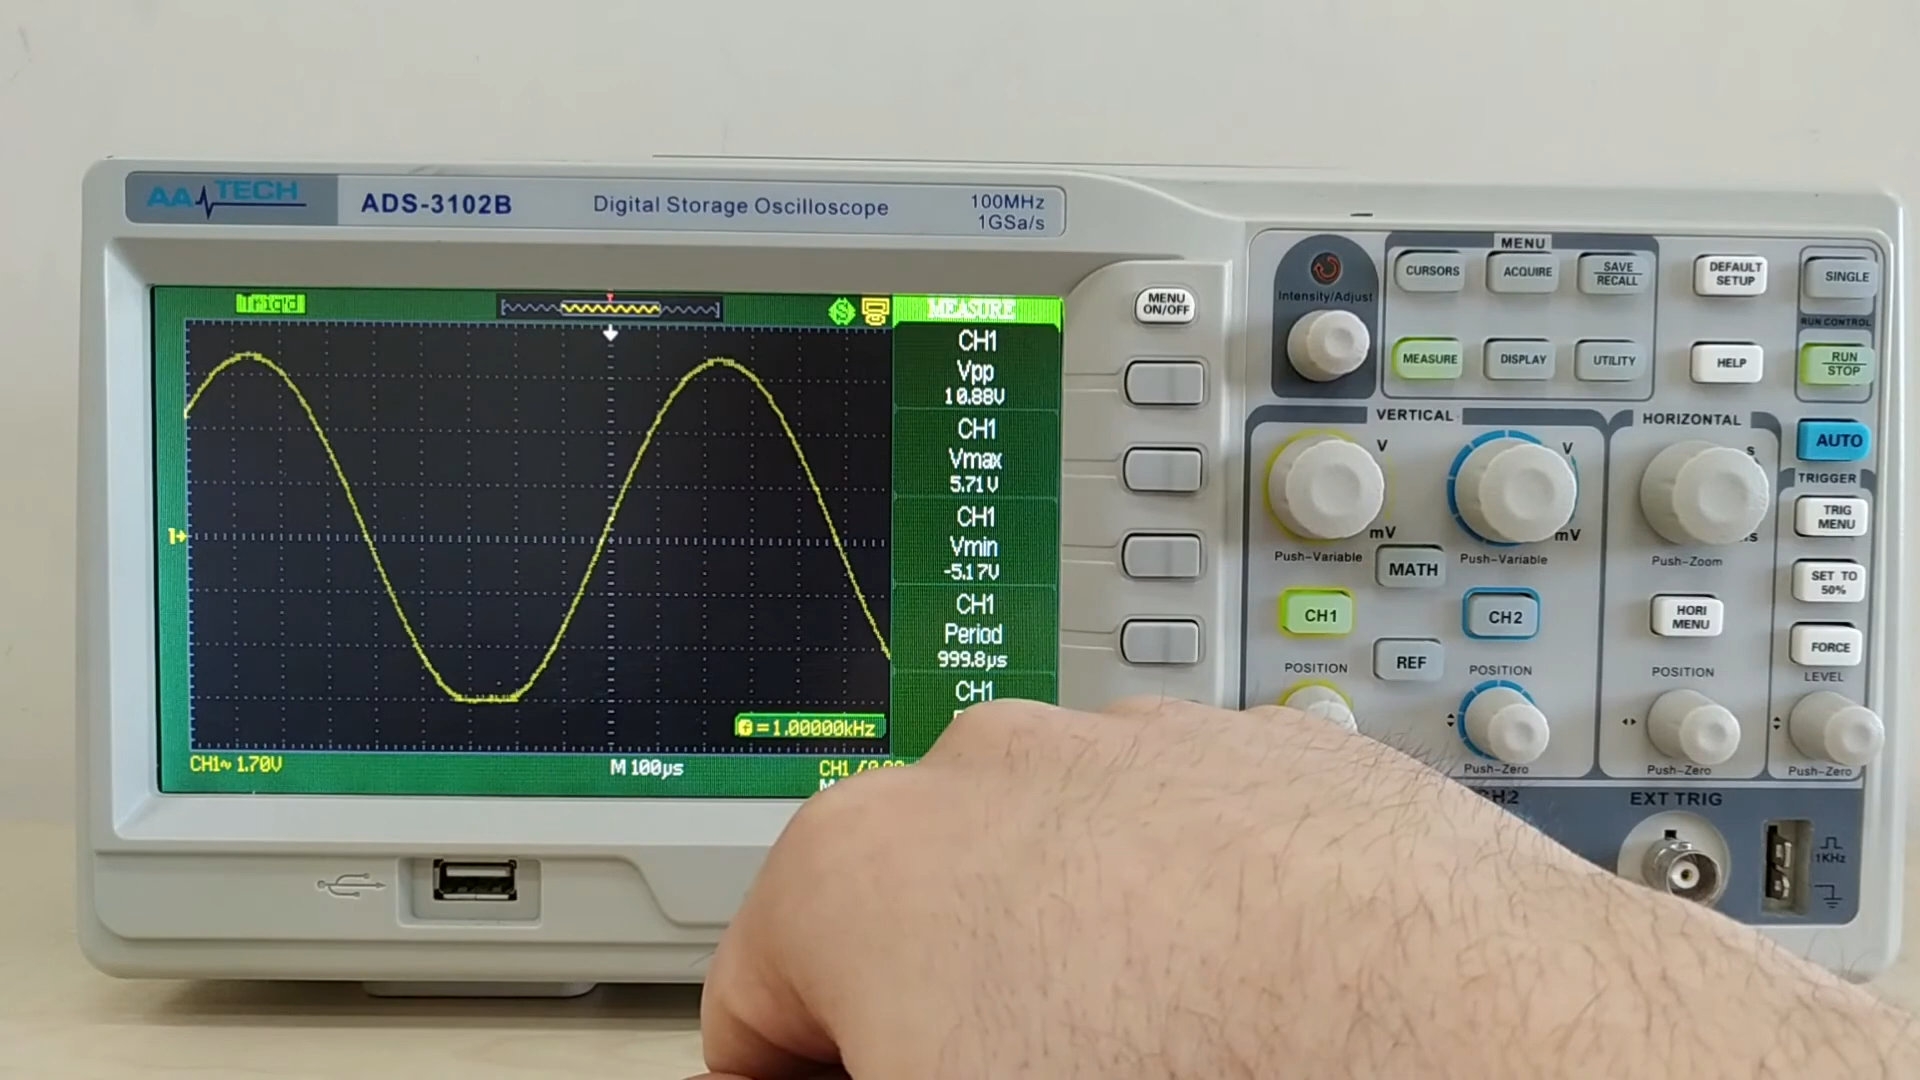 AATECH
ADS-3102B
Digital Storage Oscilloscope
100MHz
1GSa/s
Trig'd
MEASURE
CH1
Vpp
10.88V
CH1
Vmax
5.71V
CH1
Vmin
-5.17V
CH1
Period
999.8µs
CH1
1
f=1.00000kHz
CH1~ 1.70V
M 100µs
CH1
MENU
ON/OFF
Intensity/Adjust
MENU
CURSORS
ACQUIRE
SAVE
RECALL
MEASURE
DISPLAY
UTILITY
DEFAULT
SETUP
HELP
SINGLE
RUN CONTROL
RUN
STOP
AUTO
VERTICAL
V
mV
Push-Variable
V
mV
Push-Variable
MATH
CH1
CH2
REF
POSITION
POSITION
Push-Zero
HORIZONTAL
s
Push-Zoom
HORI
MENU
POSITION
Push-Zero
TRIGGER
TRIG
MENU
SET TO
50%
FORCE
LEVEL
Push-Zero
CH2
EXT TRIG
1KHz